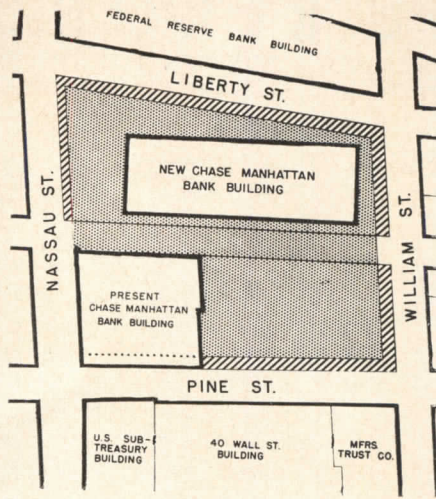 FEDERAL RESERVE BANK BUILDING
LIBERTY ST.
NEW CHASE MANHATTAN
BANK BUILDING
NASSAU ST.
WILLIAM ST.
PRESENT
CHASE MANHATTAN
BANK BUILDING
PINE ST.
U.S. SUB-
TREASURY
BUILDING
40 WALL ST.
BUILDING
MFRS
TRUST CO.